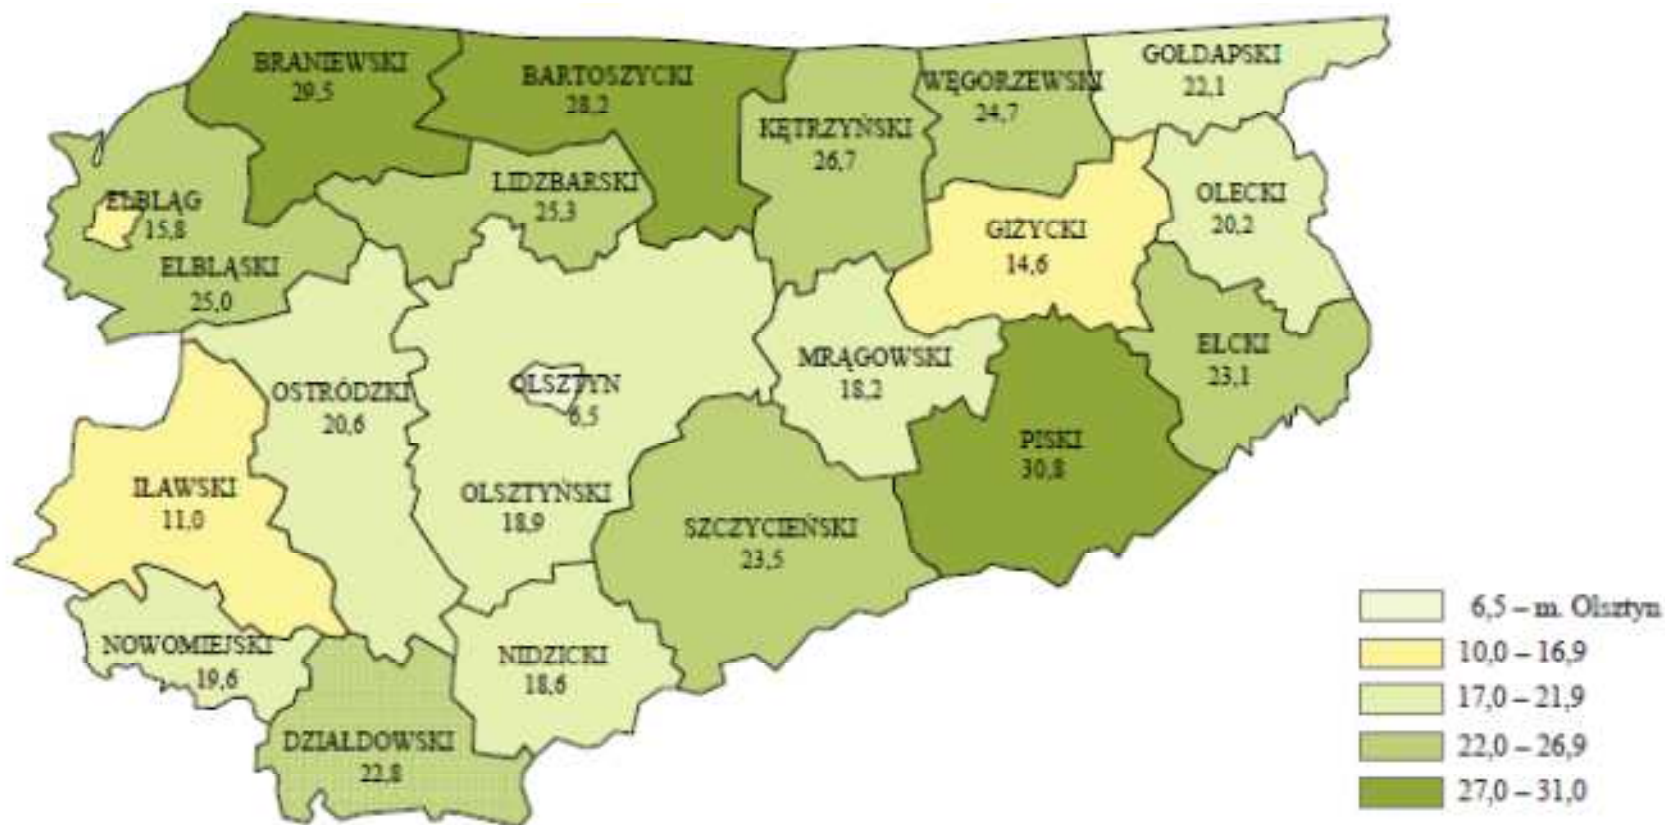 BRANIEWSKI
29,5
BARTOSZYCKI
28,2
KĘTRZYŃSKI
26,7
WĘGORZEWSKI
24,7
GOŁDAPSKI
22,1
ELBLĄG
15,8
ELBLĄSKI
25,0
LIDZBARSKI
25,3
GIŻYCKI
14,6
OLECKI
20,2
OSTRÓDZKI
20,6
OLSZTYN
6,5
MRĄGOWSKI
18,2
EŁCKI
23,1
IŁAWSKI
11,0
OLSZTYŃSKI
18,9
SZCZYCIEŃSKI
23,5
PISKI
30,8
NOWOMIEJSKI
19,6
NIDZICKI
18,6
DZIAŁDOWSKI
22,8
6,5 – m. Olsztyn
10,0 – 16,9
17,0 – 21,9
22,0 – 26,9
27,0 – 31,0